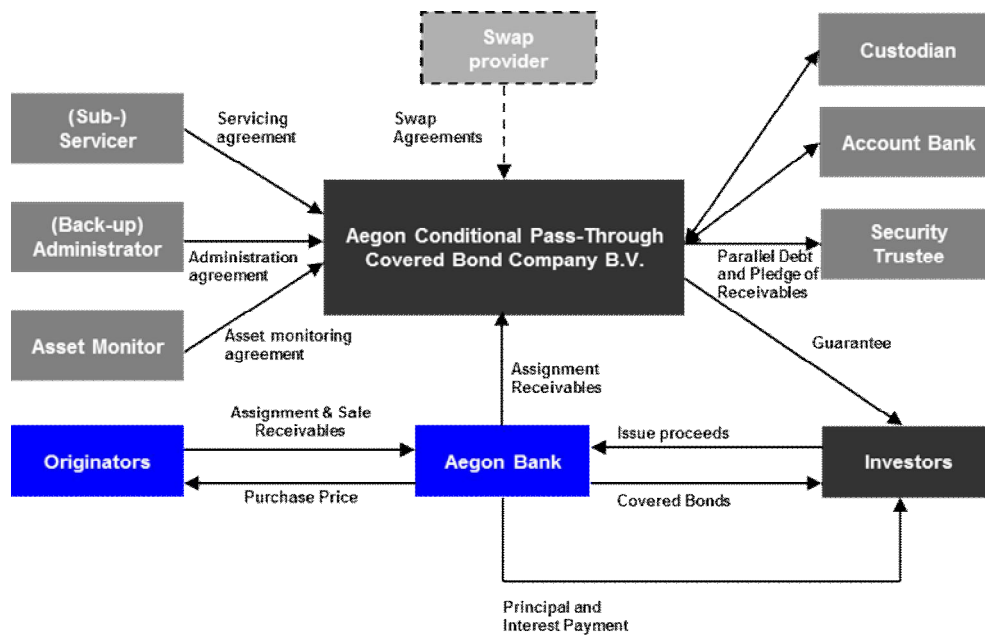 Swap
provider
Custodian
(Sub-)
Servicer
Servicing
agreement
Swap
Agreements
Account Bank
(Back-up)
Administrator
Administration
agreement
Aegon Conditional Pass-Through
Covered Bond Company B.V.
Security
Trustee
Parallel Debt
and Pledge of
Receivables
Asset Monitor
Asset monitoring
agreement
Guarantee
Assignment
Receivables
Assignment & Sale
Receivables
Originators
Aegon Bank
Issue proceeds
Investors
Purchase Price
Covered Bonds
Principal and
Interest Payment